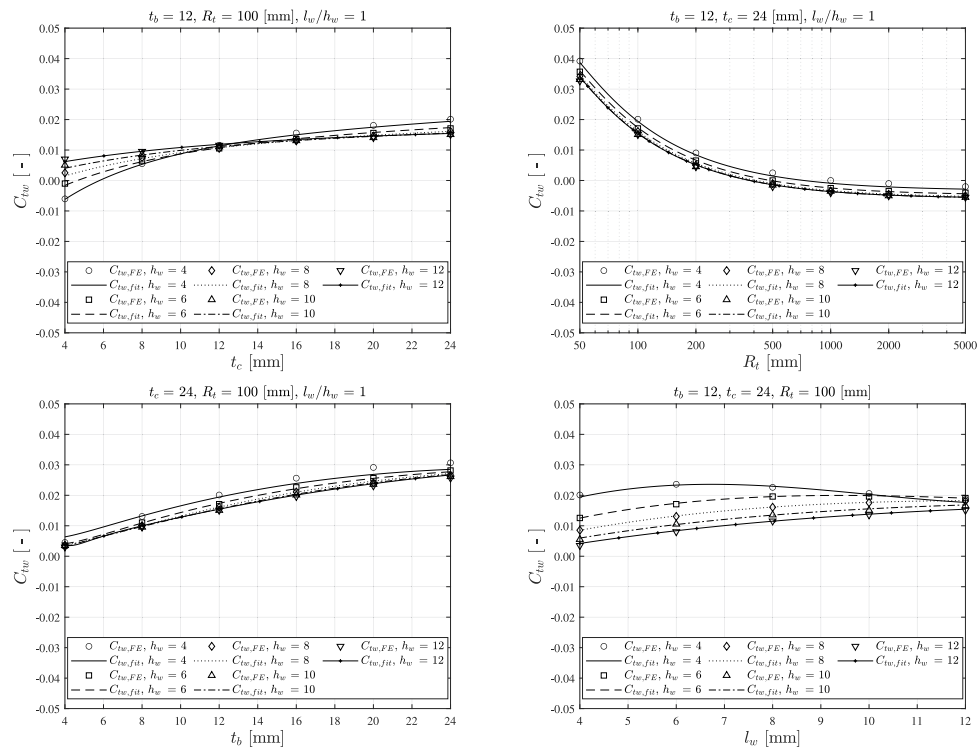 t_b = 12, R_t = 100 [mm], l_w/h_w = 1
0.05
0.04
0.03
0.02
0.01
0.00
-0.01
-0.02
-0.03
-0.04
-0.05
C_tw [ - ]
C_tw,FE, h_w = 4
C_tw,fit, h_w = 4
C_tw,FE, h_w = 6
C_tw,fit, h_w = 6
C_tw,FE, h_w = 8
C_tw,fit, h_w = 8
C_tw,FE, h_w = 10
C_tw,fit, h_w = 10
C_tw,FE, h_w = 12
C_tw,fit, h_w = 12
4 6 8 10 12 14 16 18 20 22 24
t_c [mm]
t_b = 12, t_c = 24 [mm], l_w/h_w = 1
0.05
0.04
0.03
0.02
0.01
0.00
-0.01
-0.02
-0.03
-0.04
-0.05
C_tw [ - ]
C_tw,FE, h_w = 4
C_tw,fit, h_w = 4
C_tw,FE, h_w = 6
C_tw,fit, h_w = 6
C_tw,FE, h_w = 8
C_tw,fit, h_w = 8
C_tw,FE, h_w = 10
C_tw,fit, h_w = 10
C_tw,FE, h_w = 12
C_tw,fit, h_w = 12
50 100 200 500 1000 2000 5000
R_t [mm]
t_c = 24, R_t = 100 [mm], l_w/h_w = 1
0.05
0.04
0.03
0.02
0.01
0.00
-0.01
-0.02
-0.03
-0.04
-0.05
C_tw [ - ]
C_tw,FE, h_w = 4
C_tw,fit, h_w = 4
C_tw,FE, h_w = 6
C_tw,fit, h_w = 6
C_tw,FE, h_w = 8
C_tw,fit, h_w = 8
C_tw,FE, h_w = 10
C_tw,fit, h_w = 10
C_tw,FE, h_w = 12
C_tw,fit, h_w = 12
4 6 8 10 12 14 16 18 20 22 24
t_b [mm]
t_b = 12, t_c = 24, R_t = 100 [mm]
0.05
0.04
0.03
0.02
0.01
0.00
-0.01
-0.02
-0.03
-0.04
-0.05
C_tw [ - ]
C_tw,FE, h_w = 4
C_tw,fit, h_w = 4
C_tw,FE, h_w = 6
C_tw,fit, h_w = 6
C_tw,FE, h_w = 8
C_tw,fit, h_w = 8
C_tw,FE, h_w = 10
C_tw,fit, h_w = 10
C_tw,FE, h_w = 12
C_tw,fit, h_w = 12
4 5 6 7 8 9 10 11 12
l_w [mm]